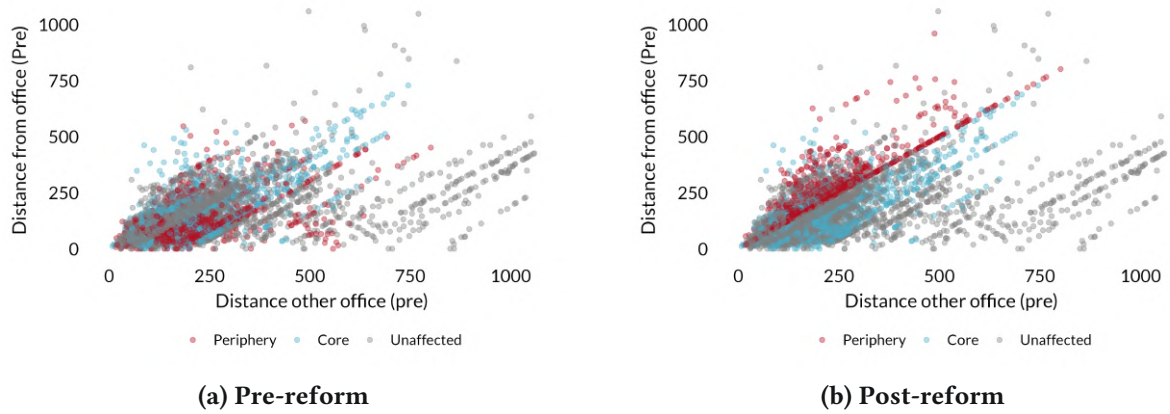 Distance from office (Pre)
1000
750
500
250
0
0 250 500 750 1000
Distance other office (pre)
Periphery Core Unaffected
(a) Pre-reform
Distance from office (Pre)
1000
750
500
250
0
0 250 500 750 1000
Distance other office (pre)
Periphery Core Unaffected
(b) Post-reform